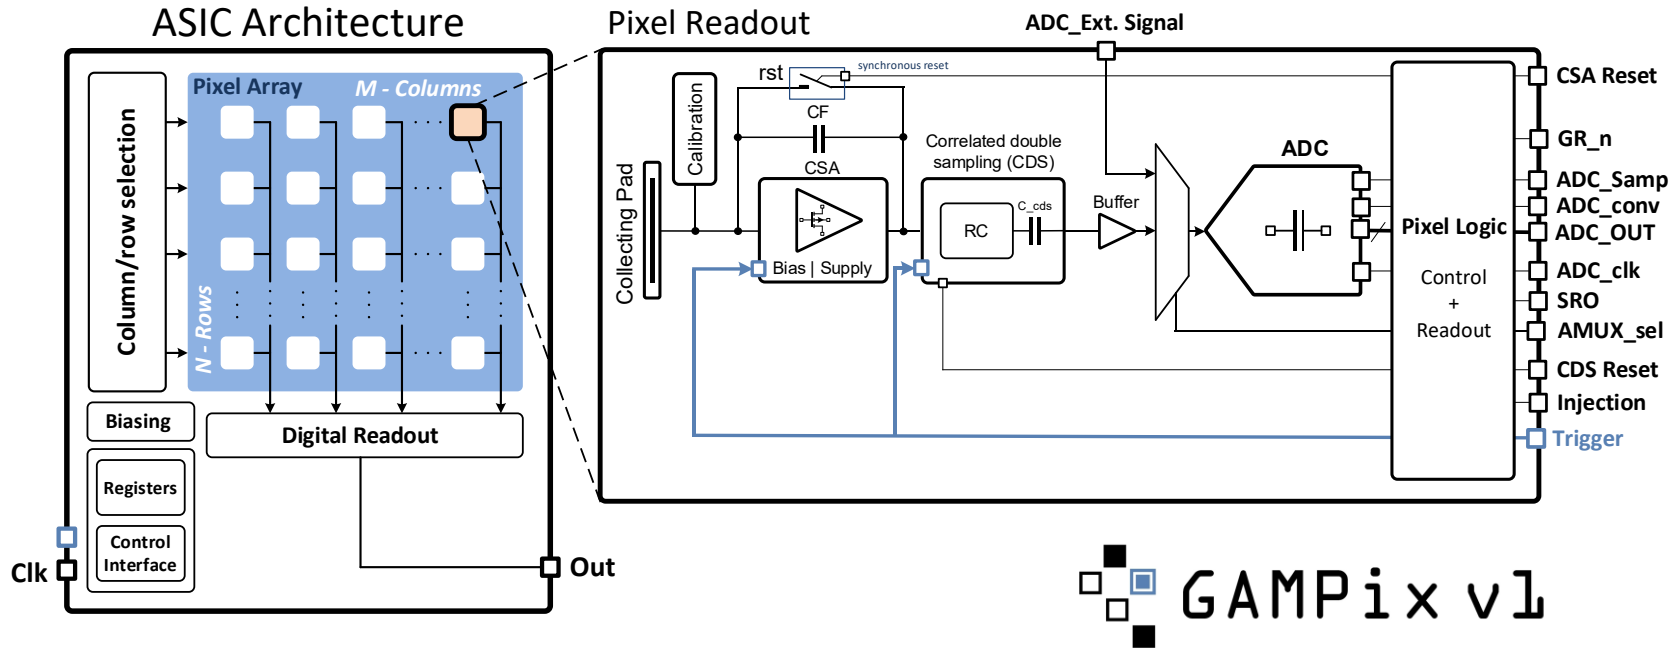 ASIC Architecture
Column/row selection
Pixel Array
M - Columns
N - Rows
Biasing
Digital Readout
Registers
Control
Interface
Clk
Out
Pixel Readout
ADC_Ext. Signal
rst
synchronous reset
CF
CSA
Calibration
Collecting Pad
Bias | Supply
Correlated double
sampling (CDS)
RC
C_cds
Buffer
ADC
Pixel Logic
Control
+
Readout
CSA Reset
GR_n
ADC_Samp
ADC_conv
ADC_OUT
ADC_clk
SRO
AMUX_sel
CDS Reset
Injection
Trigger
GAMPix v1